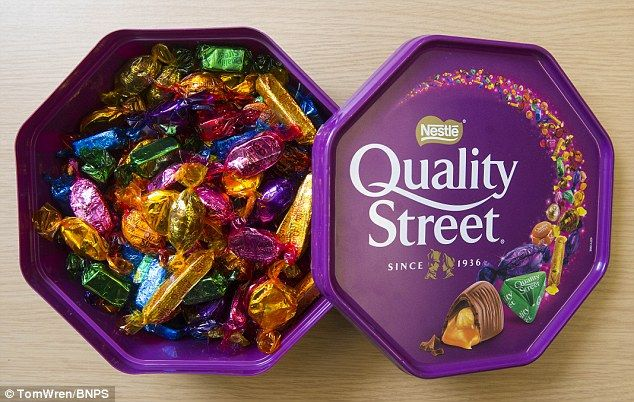 Nestlé
Quality
Street
SINCE 1936
Quality
Street
© TomWren/BNPS